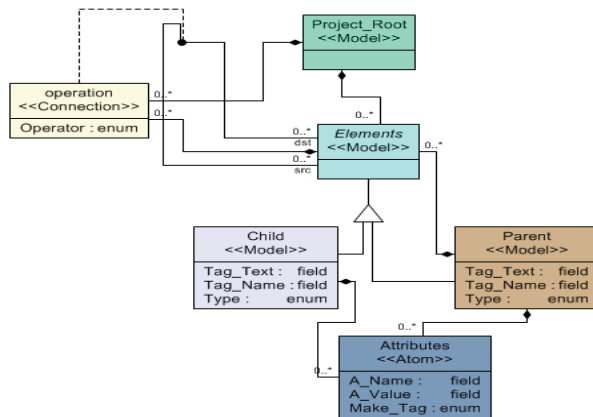 Project_Root
<<Model>>
operation
<<Connection>>
Operator : enum
0..*
0..*
0..*
0..*
dst
0..*
src
Elements
<<Model>>
0..*
Child
<<Model>>
Tag_Text : field
Tag_Name : field
Type : enum
Parent
<<Model>>
Tag_Text : field
Tag_Name : field
Type : enum
0..*
0..*
Attributes
<<Atom>>
A_Name : field
A_Value : field
Make_Tag : enum